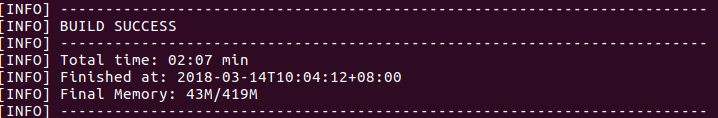 [INFO] ------------------------------------------------------------------------
[INFO] BUILD SUCCESS
[INFO] ------------------------------------------------------------------------
[INFO] Total time: 02:07 min
[INFO] Finished at: 2018-03-14T10:04:12+08:00
[INFO] Final Memory: 43M/419M
[INFO] ------------------------------------------------------------------------